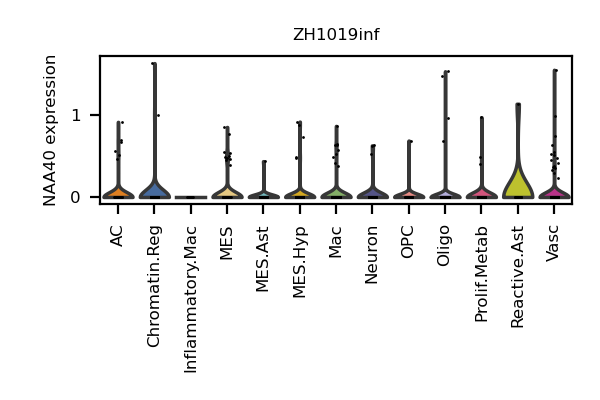 ZH1019inf
NAA40 expression
1
0
AC
Chromatin.Reg
Inflammatory.Mac
MES
MES.Ast
MES.Hyp
Mac
Neuron
OPC
Oligo
Prolif.Metab
Reactive.Ast
Vasc